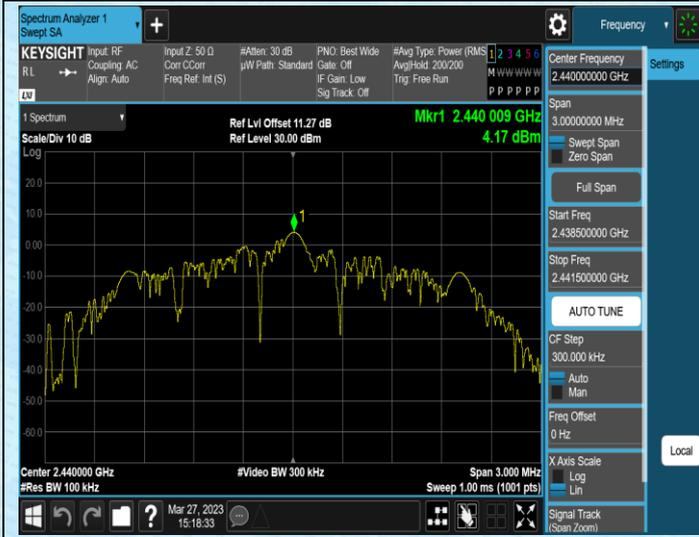 Spectrum Analyzer 1
Swept SA
Frequency
KEYSIGHT
RL
LXI
Input: RF
Coupling: AC
Align: Auto
Input Z: 50 Ω
Corr CCorr
Freq Ref: Int (S)
#Atten: 30 dB
µW Path: Standard
PNO: Best Wide
Gate: Off
IF Gain: Low
Sig Track: Off
#Avg Type: Power (RMS
Avg|Hold: 200/200
Trig: Free Run
1 2 3 4 5 6
M W W W W W
P P P P P P
1 Spectrum
Scale/Div 10 dB
Log
Ref Lvl Offset 11.27 dB
Ref Level 30.00 dBm
Mkr1 2.440 009 GHz
4.17 dBm
1
20.0
10.0
0.00
-10.0
-20.0
-30.0
-40.0
-50.0
-60.0
Center 2.440000 GHz
#Res BW 100 kHz
#Video BW 300 kHz
Span 3.000 MHz
Sweep 1.00 ms (1001 pts)
Mar 27, 2023
15:18:33
Center Frequency
2.440000000 GHz
Span
3.00000000 MHz
Swept Span
Zero Span
Full Span
Start Freq
2.438500000 GHz
Stop Freq
2.441500000 GHz
AUTO TUNE
CF Step
300.000 kHz
Auto
Man
Freq Offset
0 Hz
X Axis Scale
Log
Lin
Signal Track
(Span Zoom)
Settings
Local